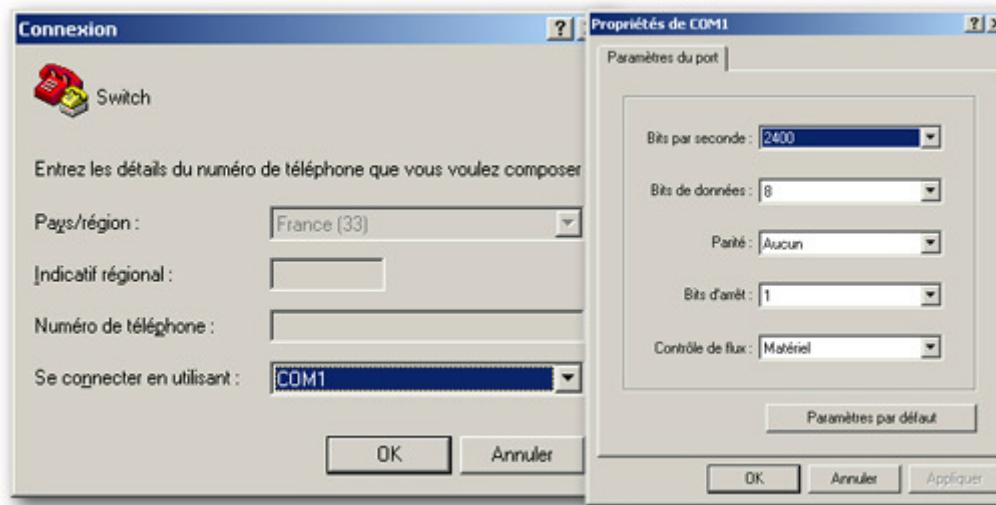 Connexion
Switch
Entrez les détails du numéro de téléphone que vous voulez composer
Pays/région :
France (33)
Indicatif régional :
Numéro de téléphone :
Se connecter en utilisant :
COM1
OK
Annuler
Propriétés de COM1
Paramètres du port
Bits par seconde :
2400
Bits de données :
8
Parité :
Aucun
Bits d'arrêt :
1
Contrôle de flux :
Matériel
Paramètres par défaut
OK
Annuler
Appliquer